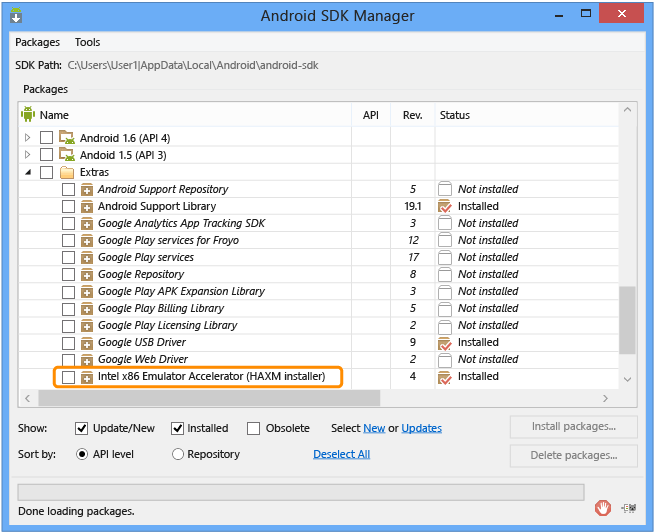 Android SDK Manager
Packages Tools
SDK Path: C:\Users\User1|AppData\Local\Android\android-sdk
Packages
Name API Rev. Status
Android 1.6 (API 4)
Andoid 1.5 (API 3)
Extras
Android Support Repository 5 Not installed
Android Support Library 19.1 Installed
Google Analytics App Tracking SDK 3 Not installed
Google Play services for Froyo 12 Not installed
Google Play services 17 Not installed
Google Repository 8 Not installed
Google Play APK Expansion Library 3 Not installed
Google Play Billing Library 5 Not installed
Google Play Licensing Library 2 Not installed
Google USB Driver 9 Installed
Google Web Driver 2 Not installed
Intel x86 Emulator Accelerator (HAXM installer) 4 Installed
Show: Update/New Installed Obsolete Select New or Updates Install packages...
Sort by: API level Repository Deselect All Delete packages...
Done loading packages.